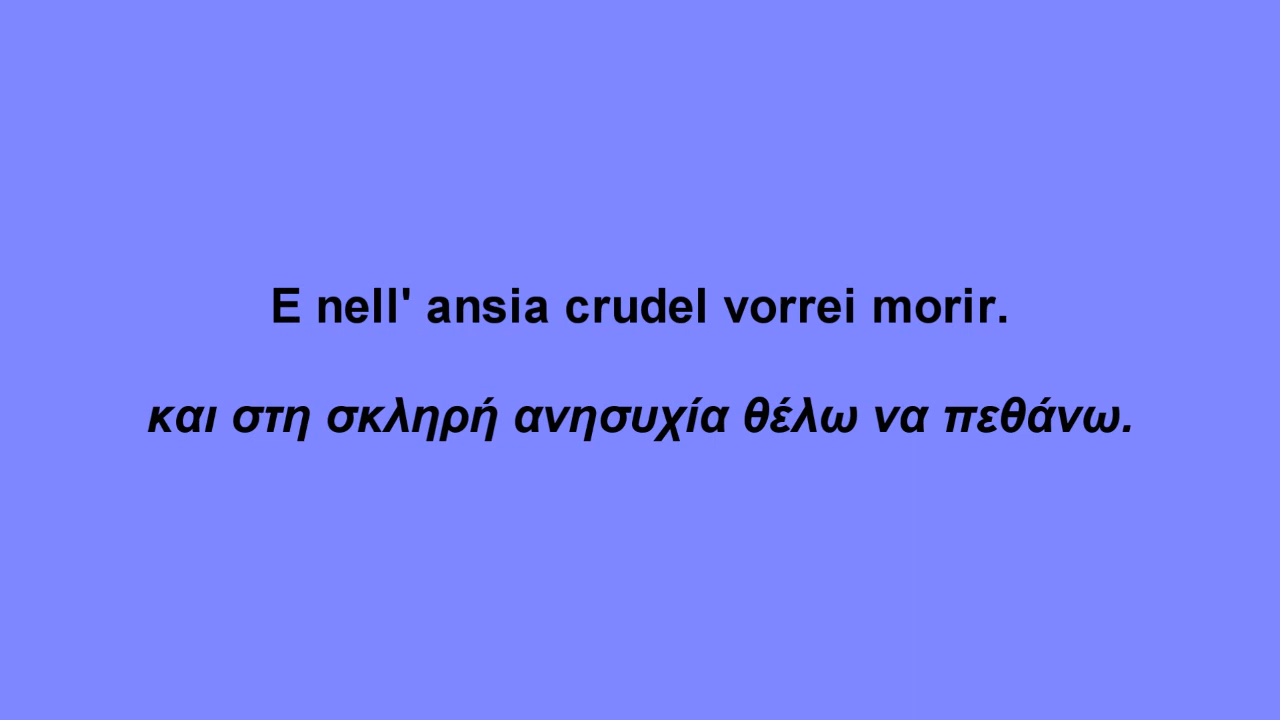 E nell' ansia crudel vorrei morir.
και στη σκληρή ανησυχία θέλω να πεθάνω.